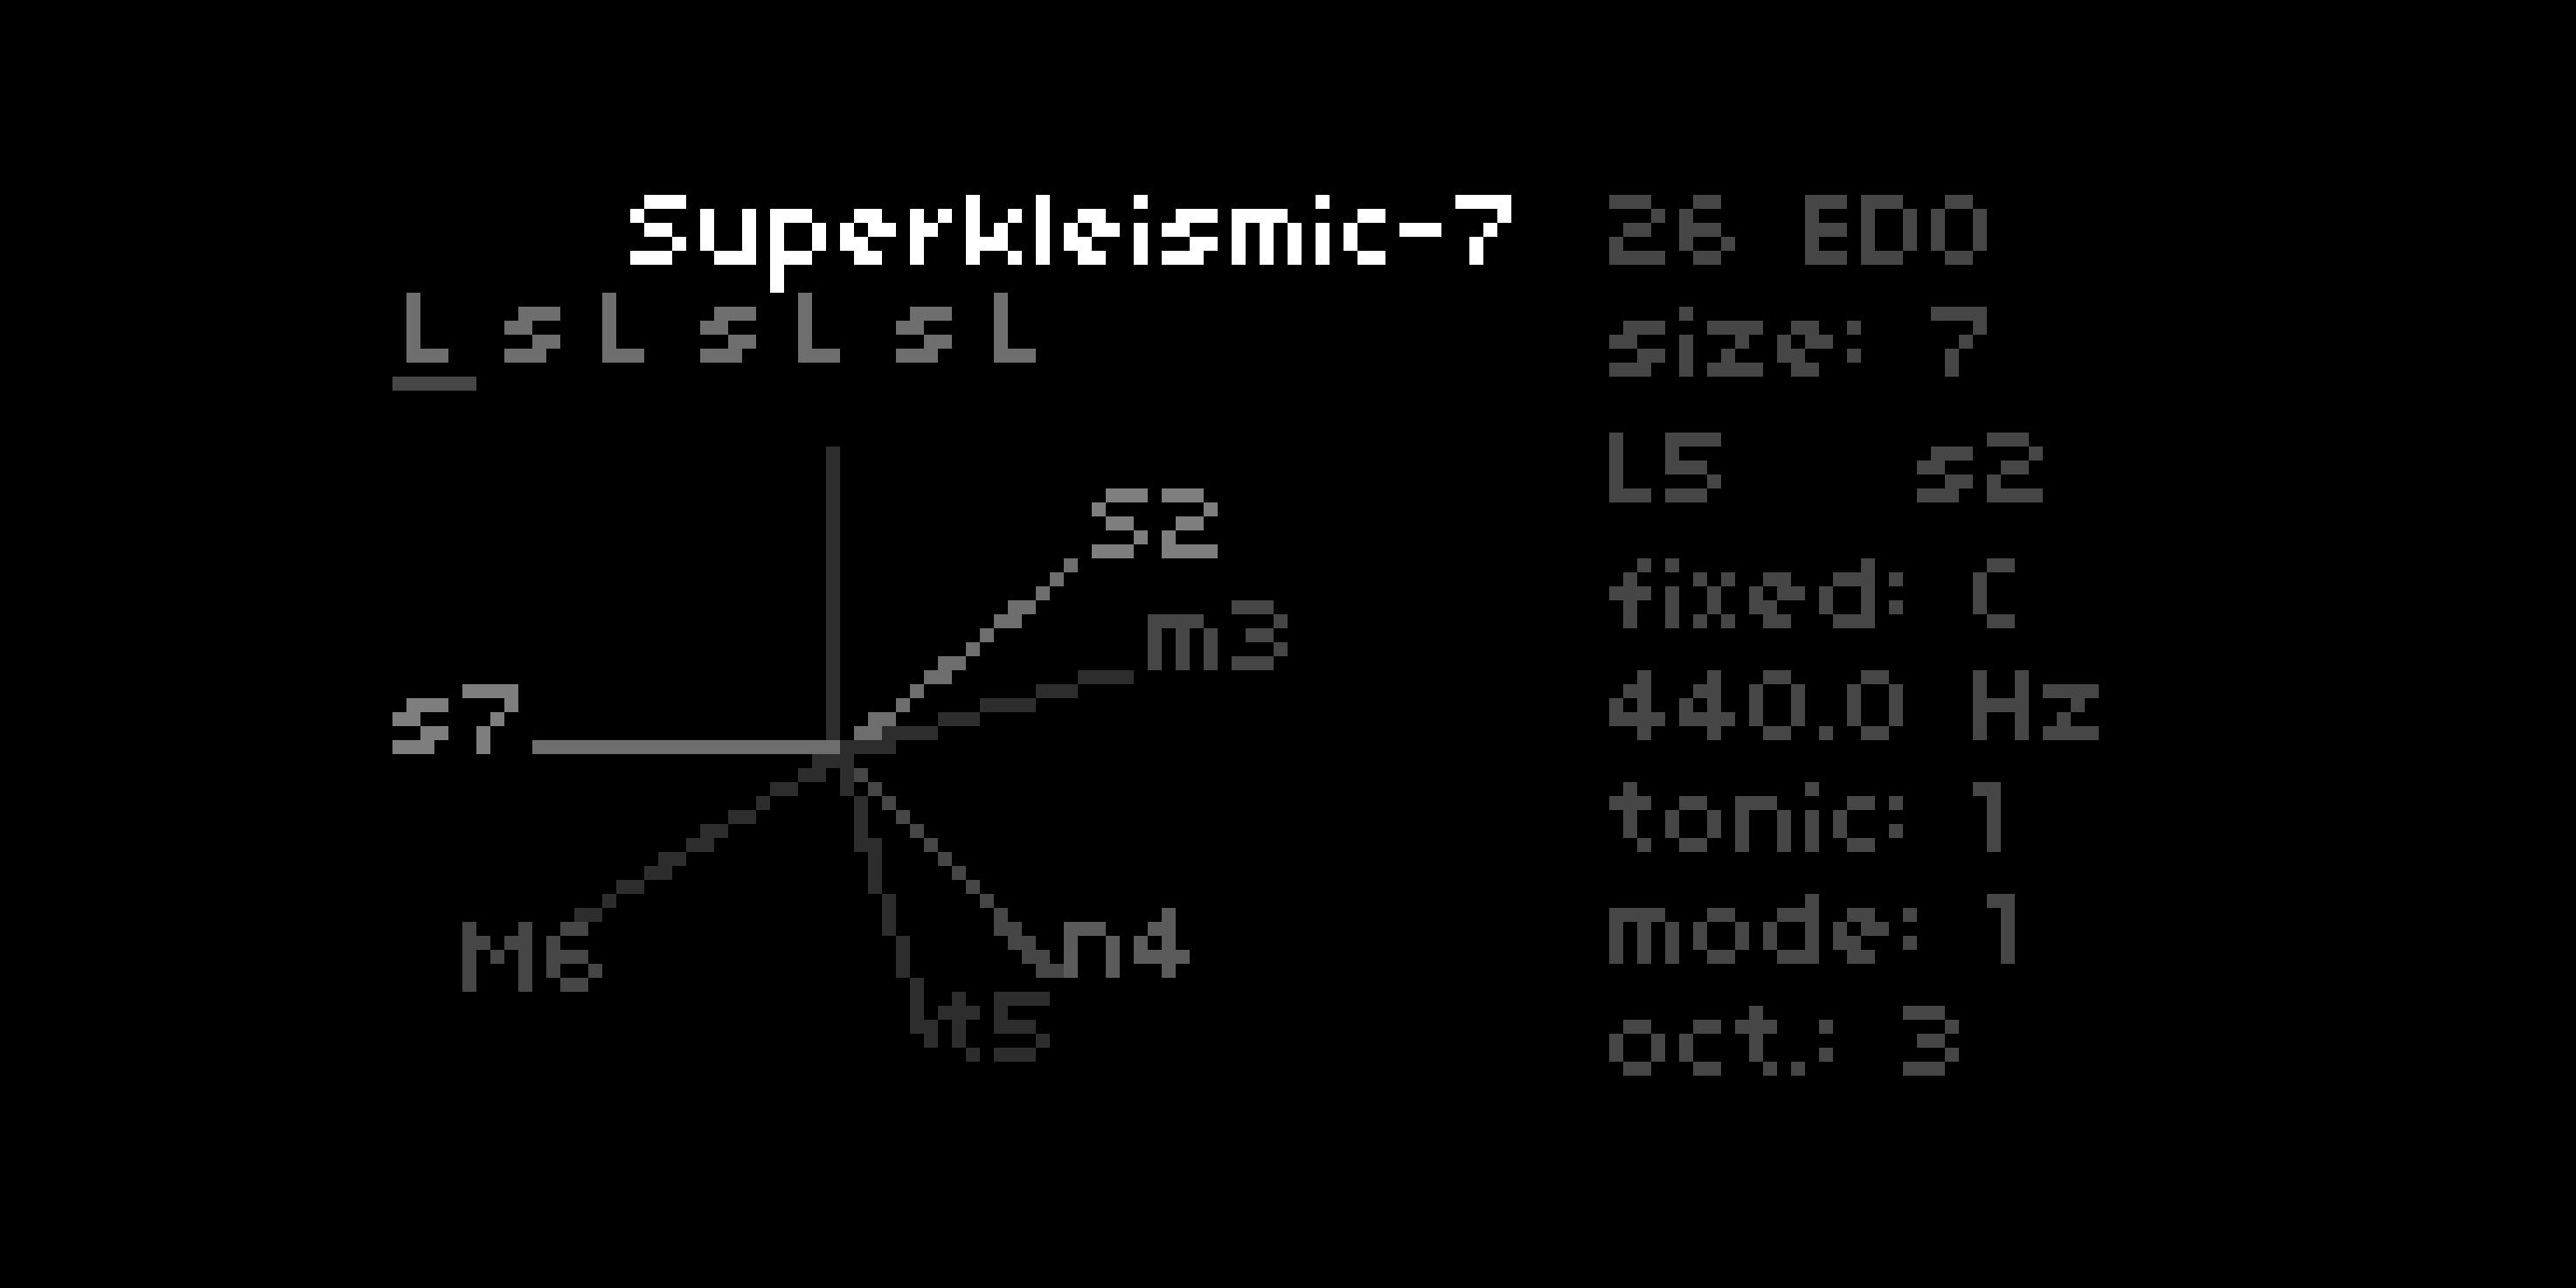 Superkleismic-7
L s L s L s L
S2
m3
s7
M6
n4
t5
26 EDO
size: 7
L5 s2
fixed: C
440.0 Hz
tonic: 1
mode: 1
oct.: 3